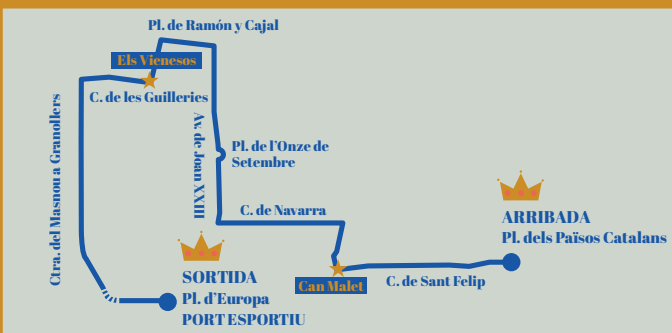 Pl. de Ramón y Cajal
Els Vienesos
C. de les Guilleries
Ctra. del Masnou a Granollers
Av. de Joan XXIII
Pl. de l'Onze de
Setembre
C. de Navarra
SORTIDA
Pl. d'Europa
PORT ESPORTIU
Can Malet
C. de Sant Felip
ARRIBADA
Pl. dels Països Catalans